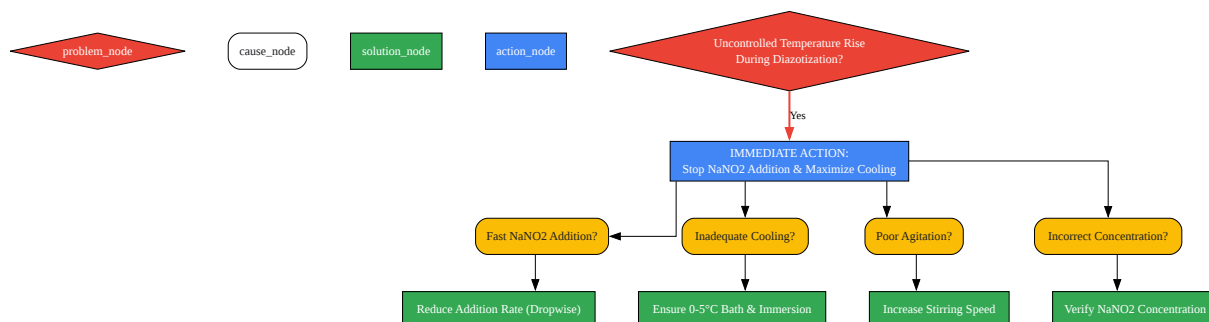 problem_node
cause_node
solution_node
action_node
Uncontrolled Temperature Rise
During Diazotization?
Yes
IMMEDIATE ACTION:
Stop NaNO2 Addition & Maximize Cooling
Fast NaNO2 Addition?
Inadequate Cooling?
Poor Agitation?
Incorrect Concentration?
Reduce Addition Rate (Dropwise)
Ensure 0-5°C Bath & Immersion
Increase Stirring Speed
Verify NaNO2 Concentration